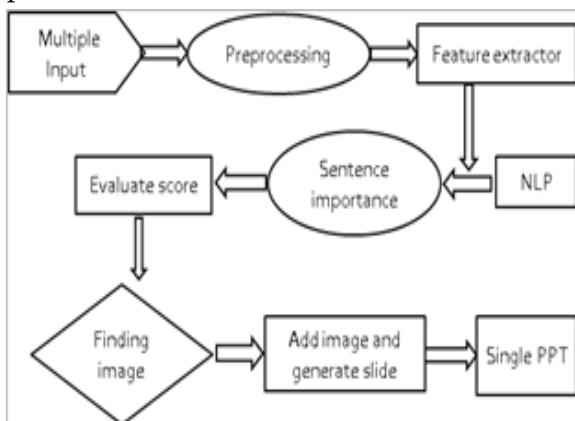 Multiple
Input
Preprocessing
Feature extractor
Evaluate score
Sentence
importance
NLP
Finding
image
Add image and
generate slide
Single PPT